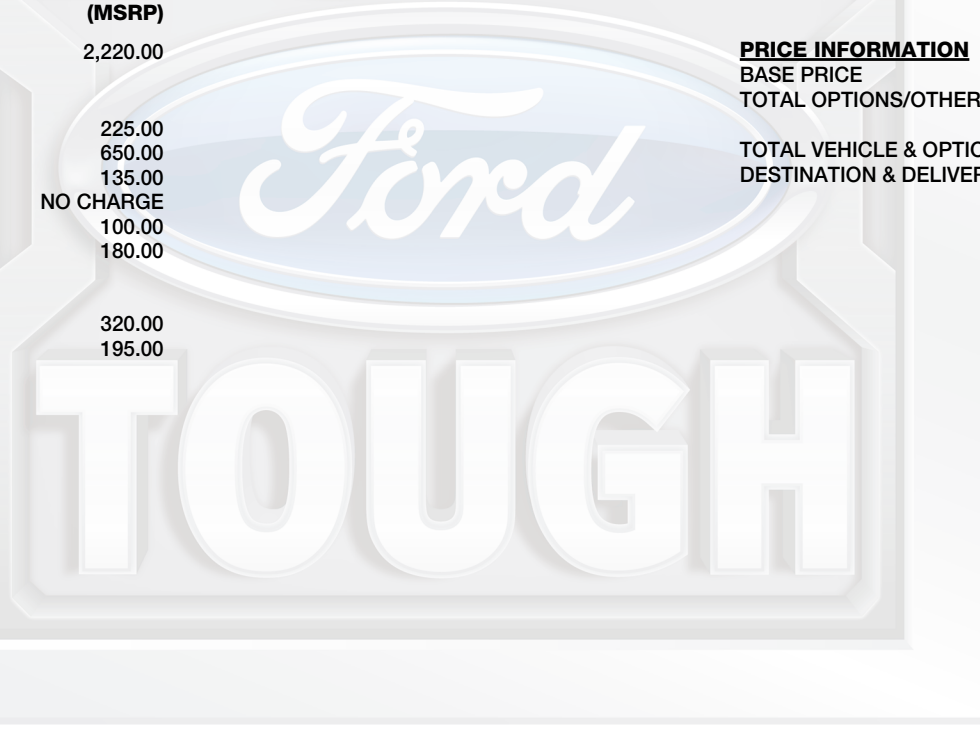 (MSRP)
2,220.00
225.00
650.00
135.00
NO CHARGE
100.00
180.00
320.00
195.00
PRICE INFORMATION
BASE PRICE
TOTAL OPTIONS/OTHER
TOTAL VEHICLE & OPTIO
DESTINATION & DELIVER
Ford
TOUGH